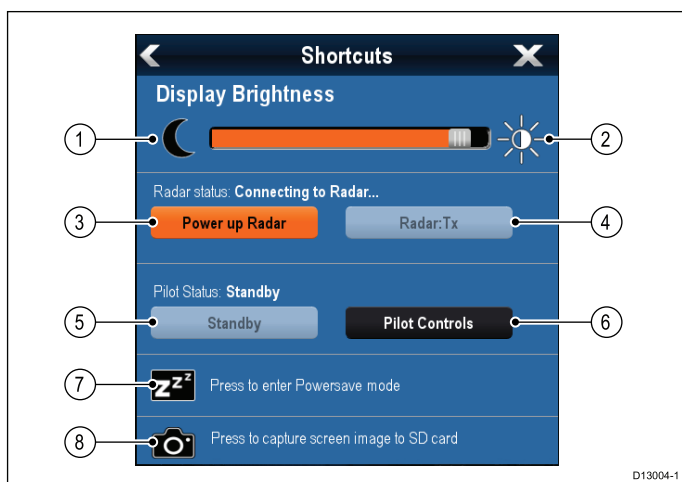 Shortcuts
Display Brightness
1
2
Radar status: Connecting to Radar...
3
Power up Radar
Radar:Tx
4
Pilot Status: Standby
5
Standby
Pilot Controls
6
7
zzz
Press to enter Powersave mode
8
Press to capture screen image to SD card
D13004-1